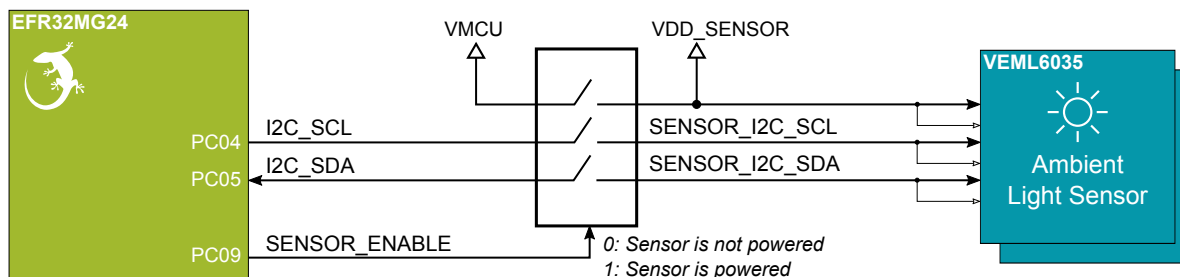 EFR32MG24
VMCU
VDD_SENSOR
VEML6035
PC04
I2C_SCL
SENSOR_I2C_SCL
PC05
I2C_SDA
SENSOR_I2C_SDA
Ambient
Light Sensor
PC09
SENSOR_ENABLE
0: Sensor is not powered
1: Sensor is powered